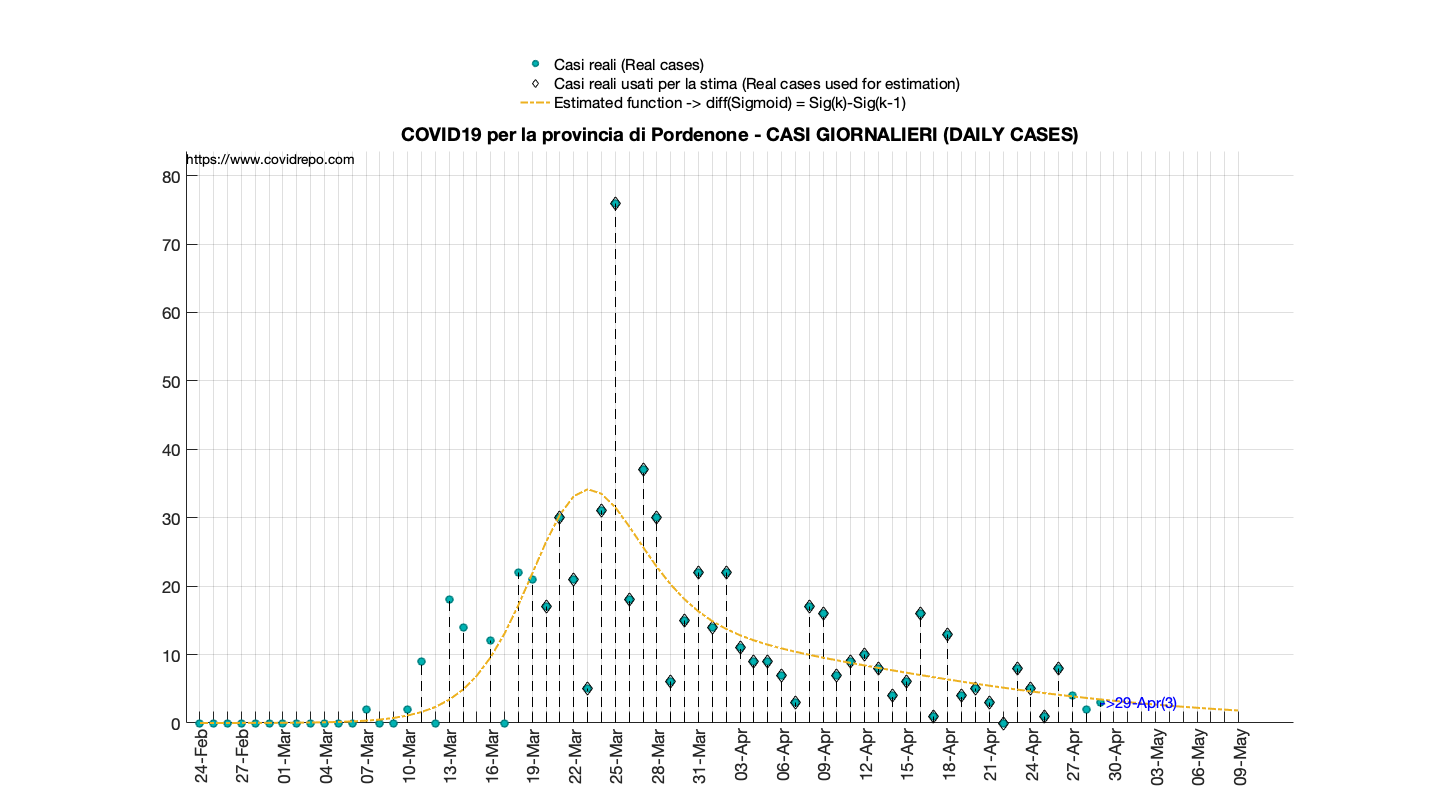 Casi reali (Real cases)
Casi reali usati per la stima (Real cases used for estimation)
Estimated function -> diff(Sigmoid) = Sig(k)-Sig(k-1)
COVID19 per la provincia di Pordenone - CASI GIORNALIERI (DAILY CASES)
https://www.covidrepo.com
80
70
60
50
40
30
20
10
0
>29-Apr(3)
24-Feb
27-Feb
01-Mar
04-Mar
07-Mar
10-Mar
13-Mar
16-Mar
19-Mar
22-Mar
25-Mar
28-Mar
31-Mar
03-Apr
06-Apr
09-Apr
12-Apr
15-Apr
18-Apr
21-Apr
24-Apr
27-Apr
30-Apr
03-May
06-May
09-May